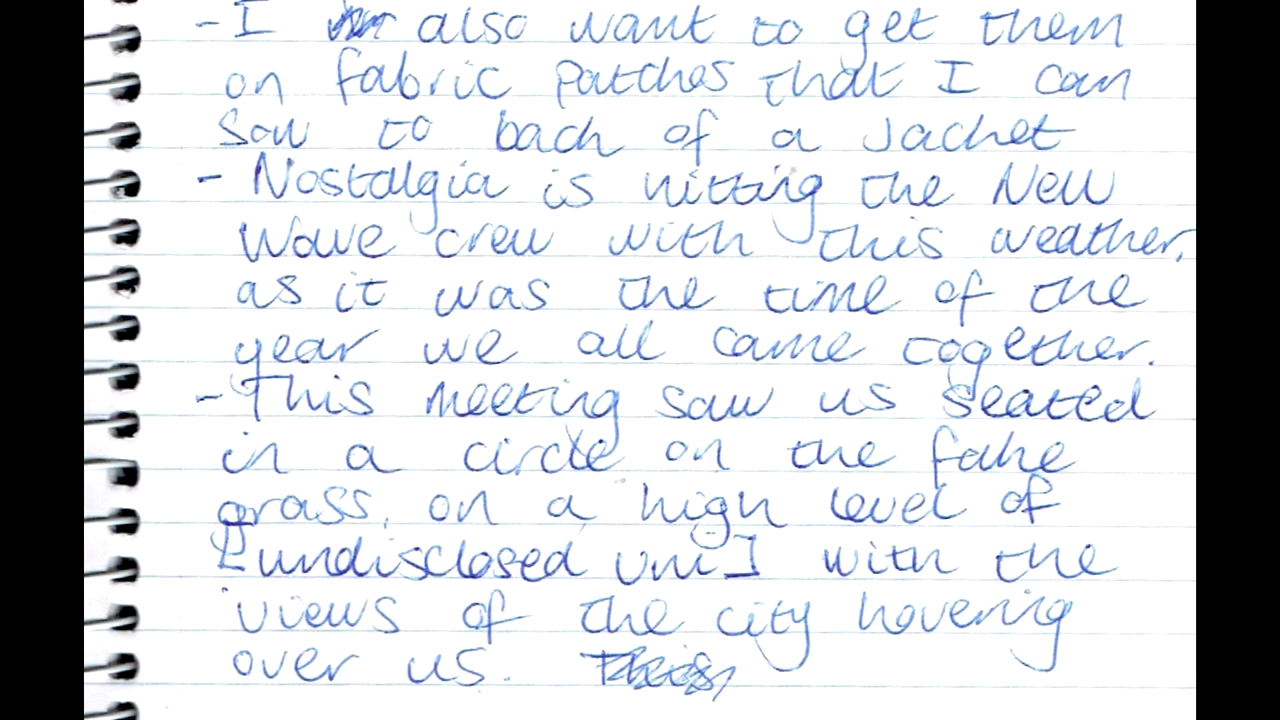 - I also want to get them
on fabric patches that I can
saw to back of a Jacket
- Nostalgia is hitting the New
Wave crew with this weather,
as it was the time of the
year we all came together.
- This meeting saw us seated
in a circle on the fake
grass, on a high level of
[undisclosed uni] with the
views of the city hovering
over us.